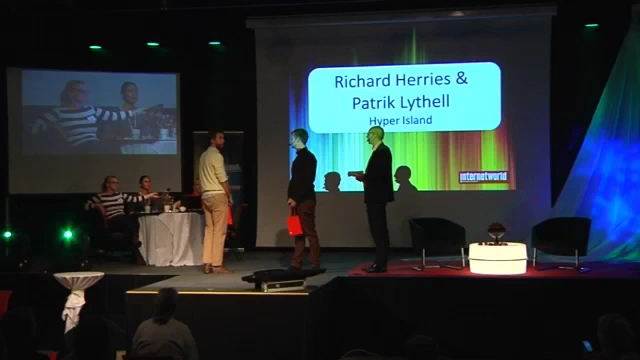 Richard Herries &
Patrik Lythell
Hyper Island
internetworld